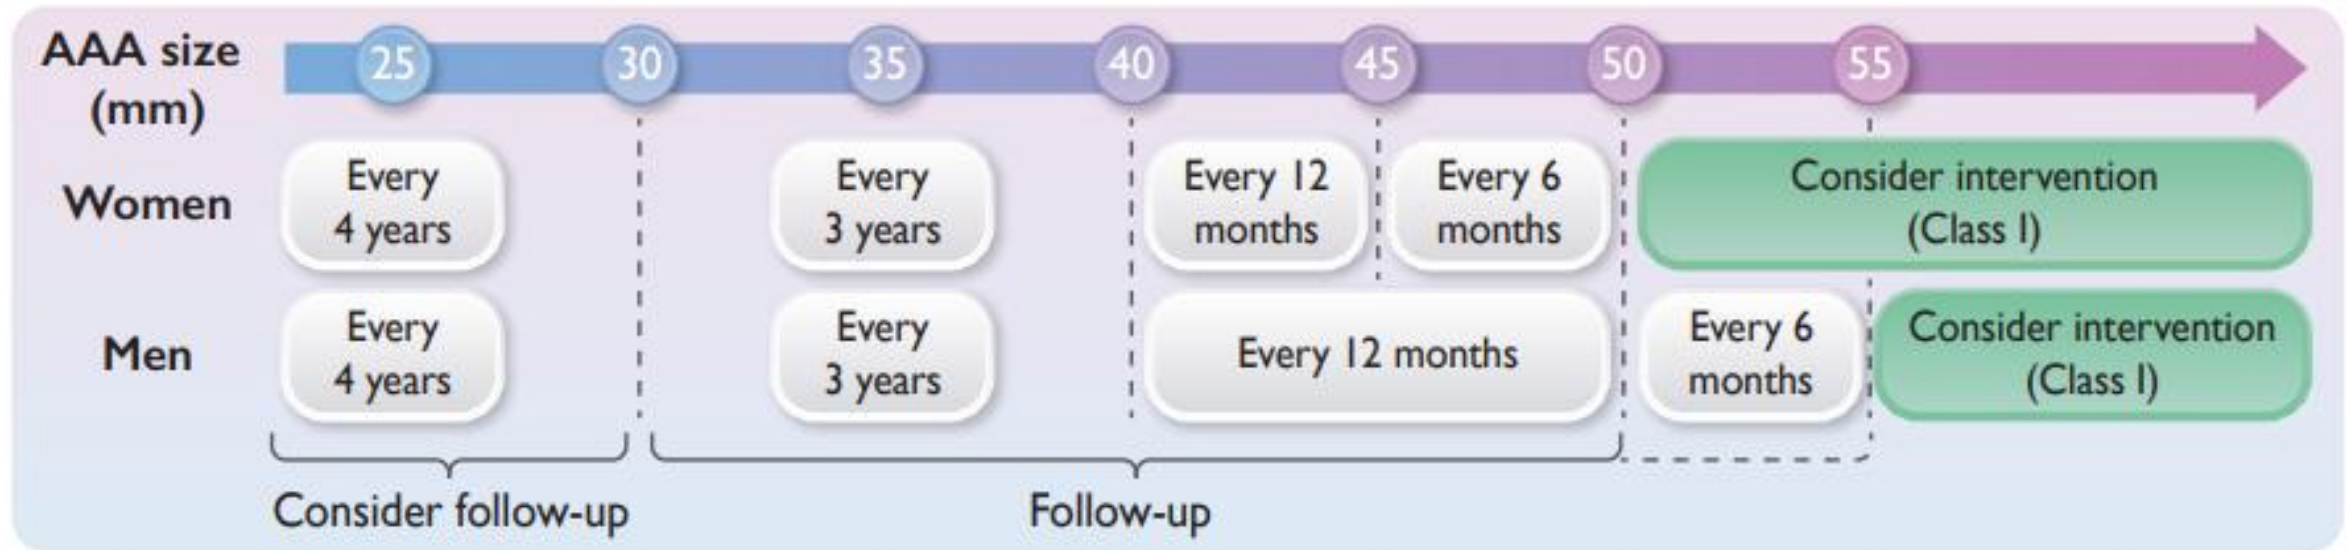 AAA size
(mm)
25 30 35 40 45 50 55
Women
Every
4 years
Every
3 years
Every 12
months
Every 6
months
Consider intervention
(Class I)
Men
Every
4 years
Every
3 years
Every 12 months
Every 6
months
Consider intervention
(Class I)
Consider follow-up
Follow-up